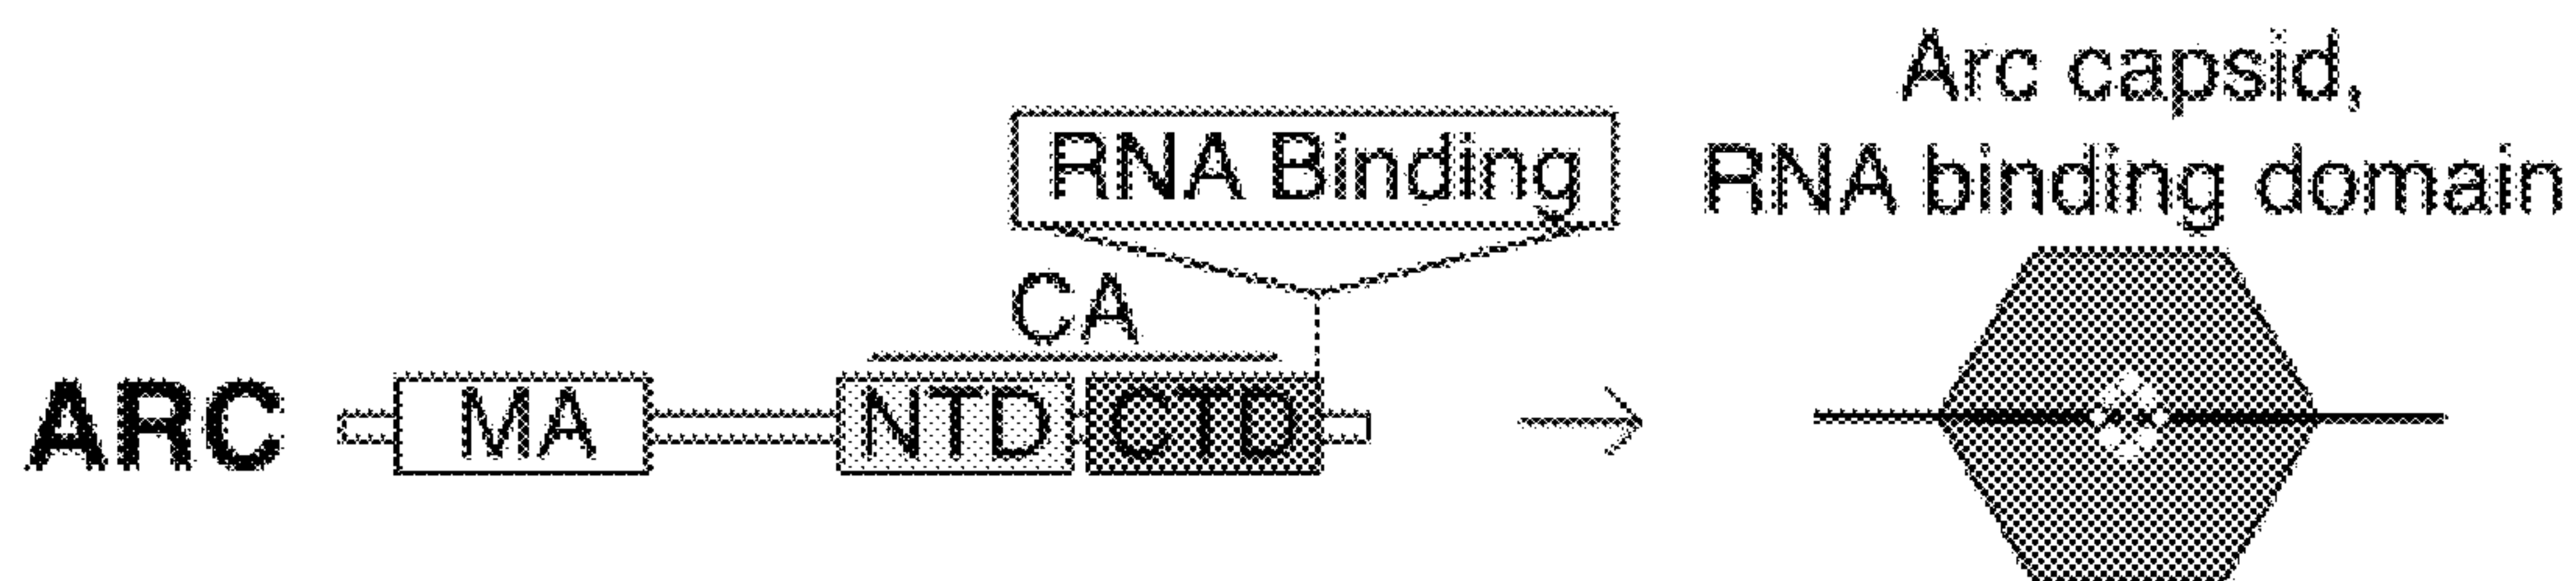 Arc capsid,
RNA binding domain
RNA Binding
CA
ARC
MA
NTD
CTD